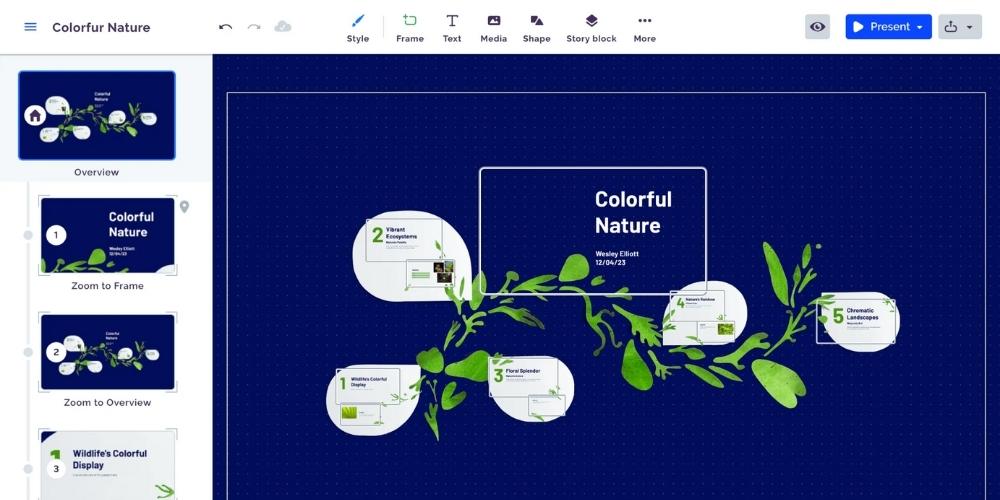 Colorfur Nature
Style
Frame
Text
Media
Shape
Story block
More
Present
Colorful
Nature
Overview
1
Colorful
Nature
Wesley Elliott
12/04/23
Zoom to Frame
2
Colorful
Nature
Zoom to Overview
3
Wildlife's Colorful
Display
Colorful
Nature
Wesley Elliott
12/04/23
2
Vibrant
Ecosystems
4
Nature's Rainbow
5
Chromatic
Landscapes
1
Wildlife's Colorful
Display
3
Floral Splendor